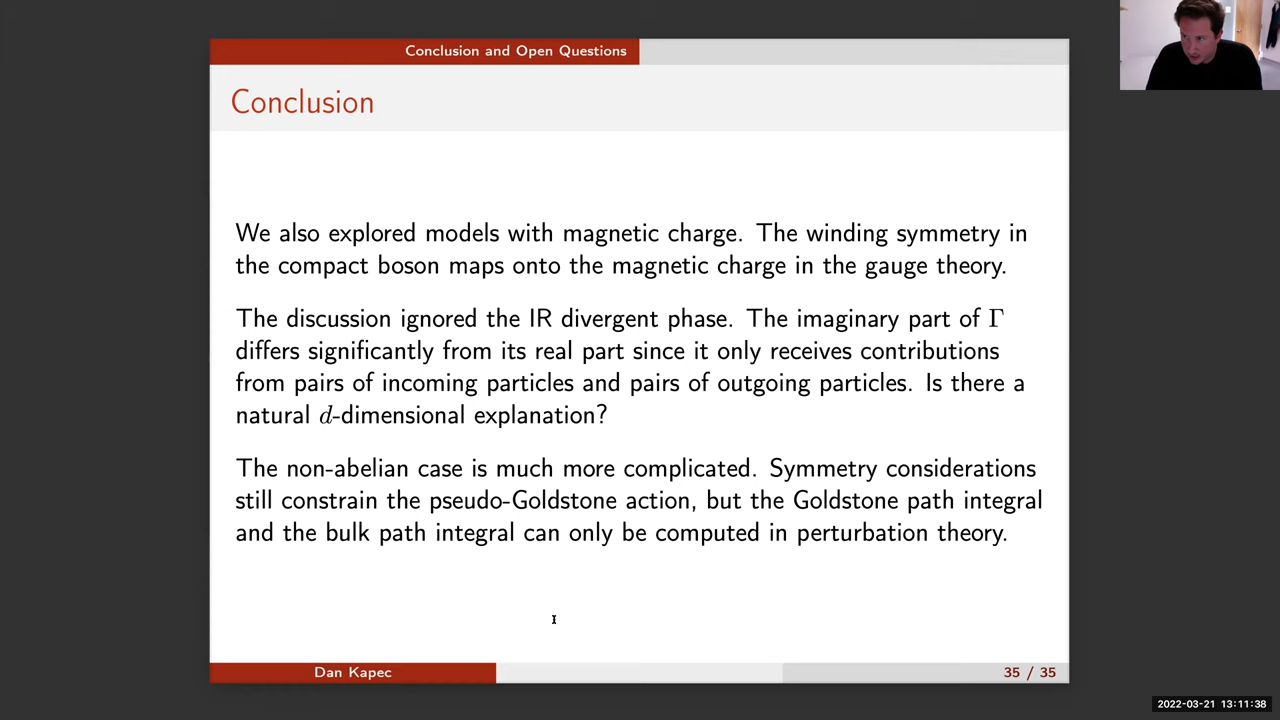 Conclusion and Open Questions
Conclusion
We also explored models with magnetic charge. The winding symmetry in
the compact boson maps onto the magnetic charge in the gauge theory.
The discussion ignored the IR divergent phase. The imaginary part of Γ
differs significantly from its real part since it only receives contributions
from pairs of incoming particles and pairs of outgoing particles. Is there a
natural d-dimensional explanation?
The non-abelian case is much more complicated. Symmetry considerations
still constrain the pseudo-Goldstone action, but the Goldstone path integral
and the bulk path integral can only be computed in perturbation theory.
Dan Kapec
35 / 35
2022-03-21 13:11:38